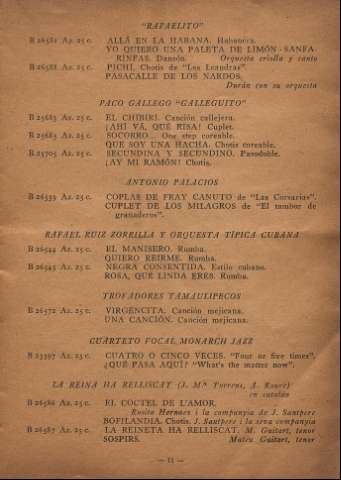 "RAFAELITO"
B 26582 Az. 25 c. ALLÁ EN LA HABANA. Habanera.
YO QUIERO UNA PALETA DE LIMÓN-SANFA-
RINFAS. Danzón. Orquesta criolla y canto
B 26588 Az. 25 c. PICHI. Chotis de "Las Leandras".
PASACALLE DE LOS NARDOS.
Durán con su orquesta
PACO GALLEGO "GALLEGUITO"
B 25683 Az. 25 c. EL CHIBIRI. Canción callejera.
¡AHÍ VÁ, QUÉ RISA! Cuplet.
B 25685 Az. 25 c. SOCORRO... One step coreable.
QUE SOY UNA HACHA. Chotis coreable.
B 25705 Az. 25 c. SECUNDINA Y SECUNDINO. Pasodoble.
¡AY MI RAMÓN! Chotis.
ANTONIO PALACIOS
B 26539 Az. 25 c. COPLAS DE FRAY CANUTO de "Las Corsarias".
CUPLET DE LOS MILAGROS de "El tambor de
granaderos".
RAFAEL RUIZ ZORRILLA Y ORQUESTA TÍPICA CUBANA
B 26544 Az. 25 c. EL MANISERO. Rumba.
QUIERO REIRME. Rumba.
B 26545 Az. 25 c. NEGRA CONSENTIDA. Estilo cubano.
ROSA, QUE LINDA ERES. Rumba.
TROVADORES TAMAULIPECOS
B 26572 Az. 25 c. VIRGENCITA. Canción mejicana.
UNA CANCIÓN. Canción mejicana.
CUARTETO VOCAL MONARCH JAZZ
B 23397 Az. 25 c. CUATRO O CINCO VECES. "Four or five times".
¿QUÉ PASA AQUÍ? "What's the matter now".
LA REINA HA RELLISCAT (J. Mª Torrens, A. Rouré)
en catalán
B 26586 Az. 25 c. EL COCTEL DE L'AMOR.
Rosita Hernaes i la companyia de J. Santpere
BOFILANDIA. Chotis. J. Santpere i la seva companyia
B 26587 Az. 25 c. LA REINETA HA RELLISCAT. M. Guitart, tenor
SOSPIRS. Mateu Guitart, tenor
— 11 —